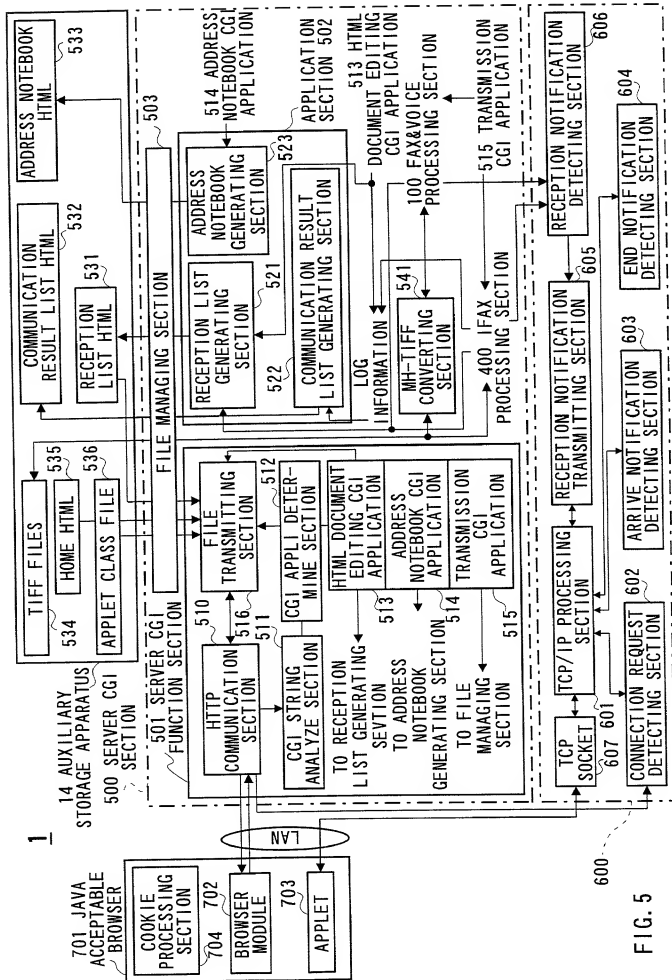 1
701 JAVA
ACCEPTABLE
BROWSER
COOKIE
PROCESSING
SECTION
704
702
BROWSER
MODULE
703
APPLET
LAN
14 AUXILIARY
STORAGE APPARATUS
500 SERVER CGI
SECTION
501 SERVER CGI
FUNCTION SECTION
TIFF FILES
534
HOME HTML
535
APPLET CLASS FILE
536
COMMUNICATION
RESULT LIST HTML
532
RECEPTION
LIST HTML
531
ADDRESS NOTEBOOK
HTML
533
FILE MANAGING SECTION
503
510
HTTP
COMMUNICATION
SECTION
516
FILE
TRANSMITTING
SECTION
511
CGI STRING
ANALYZE SECTION
512
CGI APPLI DETER-
MINE SECTION
HTML DOCUMENT
EDITING CGI
APPLICATION
513
ADDRESS
NOTEBOOK CGI
APPLICATION
514
TRANSMISSION
CGI
APPLICATION
515
TO RECEPTION
LIST GENERATING
SEVTION
TO ADDRESS
NOTEBOOK
GENERATING SECTION
TO FILE
MANAGING
SECTION
RECEPTION LIST
GENERATING
SECTION
521
ADDRESS
NOTEBOOK
GENERATING
SECTION
523
522
COMMUNICATION RESULT
LIST GENERATING SECTION
514 ADDRESS
NOTEBOOK CGI
APPLICATION
APPLICATION
SECTION 502
LOG
INFORMATION
513 HTML
DOCUMENT EDITING
CGI APPLICATION
MH-TIFF
CONVERTING
SECTION
541
100 FAX&VOICE
PROCESSING SECTION
400 IFAX
PROCESSING SECTION
515 TRANSMISSION
CGI APPLICATION
600
TCP
SOCKET
607
TCP/IP PROCESSING
SECTION
601
RECEPTION NOTIFICATION
TRANSMITTING SECTION
605
RECEPTION NOTIFICATION
DETECTING SECTION
606
CONNECTION REQUEST
DETECTING SECTION
602
ARRIVE NOTIFICATION
DETECTING SECTION
603
END NOTIFICATION
DETECTING SECTION
604
FIG. 5